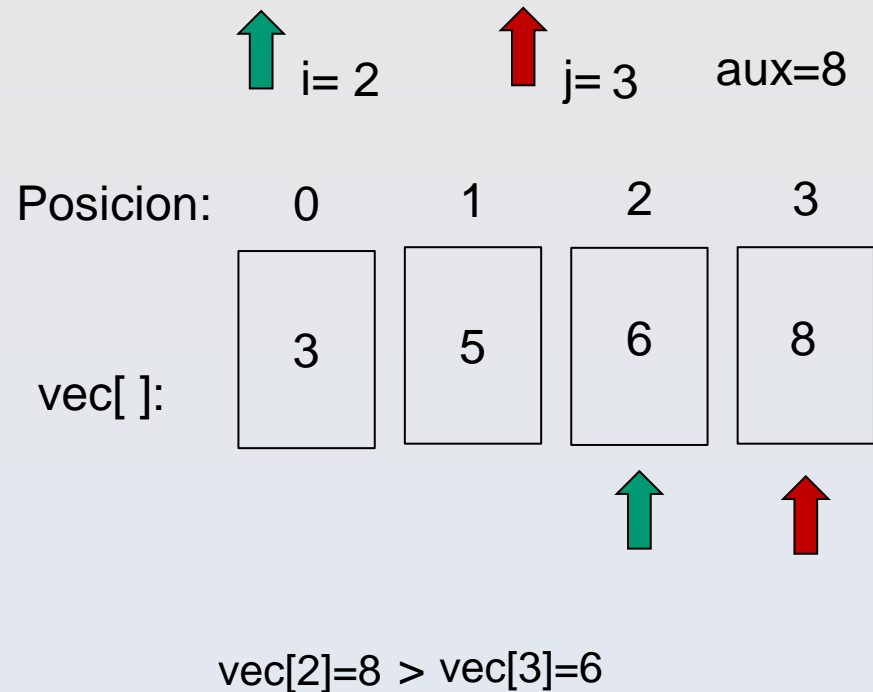 i= 2 j= 3 aux=8
Posicion: 0 1 2 3
vec[ ]: 3 5 6 8
vec[2]=8 > vec[3]=6